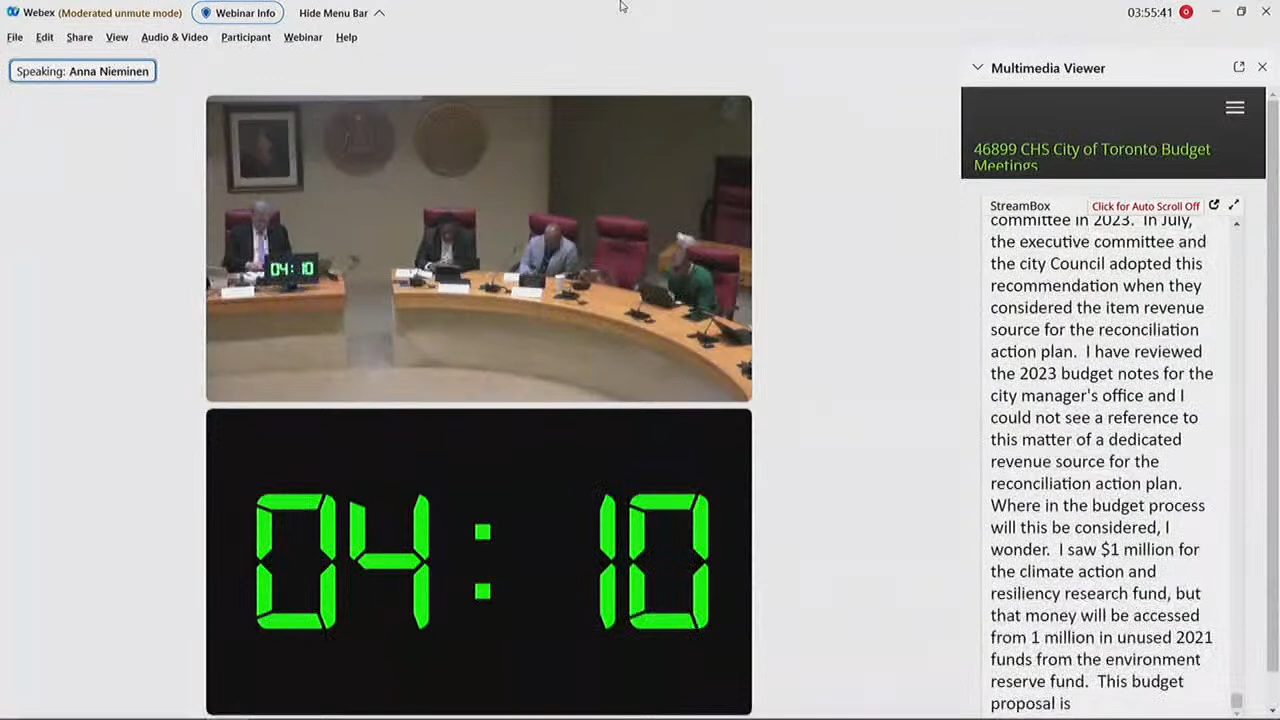 Webex (Moderated unmute mode) Webinar Info Hide Menu Bar 03:55:41
File Edit Share View Audio & Video Participant Webinar Help
Speaking: Anna Nieminen
Multimedia Viewer
46899 CHS City of Toronto Budget
Meetings
StreamBox Click for Auto Scroll Off
committee in 2023. In July,
the executive committee and
the city Council adopted this
recommendation when they
considered the item revenue
source for the reconciliation
action plan. I have reviewed
the 2023 budget notes for the
city manager's office and I
could not see a reference to
this matter of a dedicated
revenue source for the
reconciliation action plan.
Where in the budget process
will this be considered, I
wonder. I saw $1 million for
the climate action and
resiliency research fund, but
that money will be accessed
from 1 million in unused 2021
funds from the environment
reserve fund. This budget
proposal is
04:10
04:10